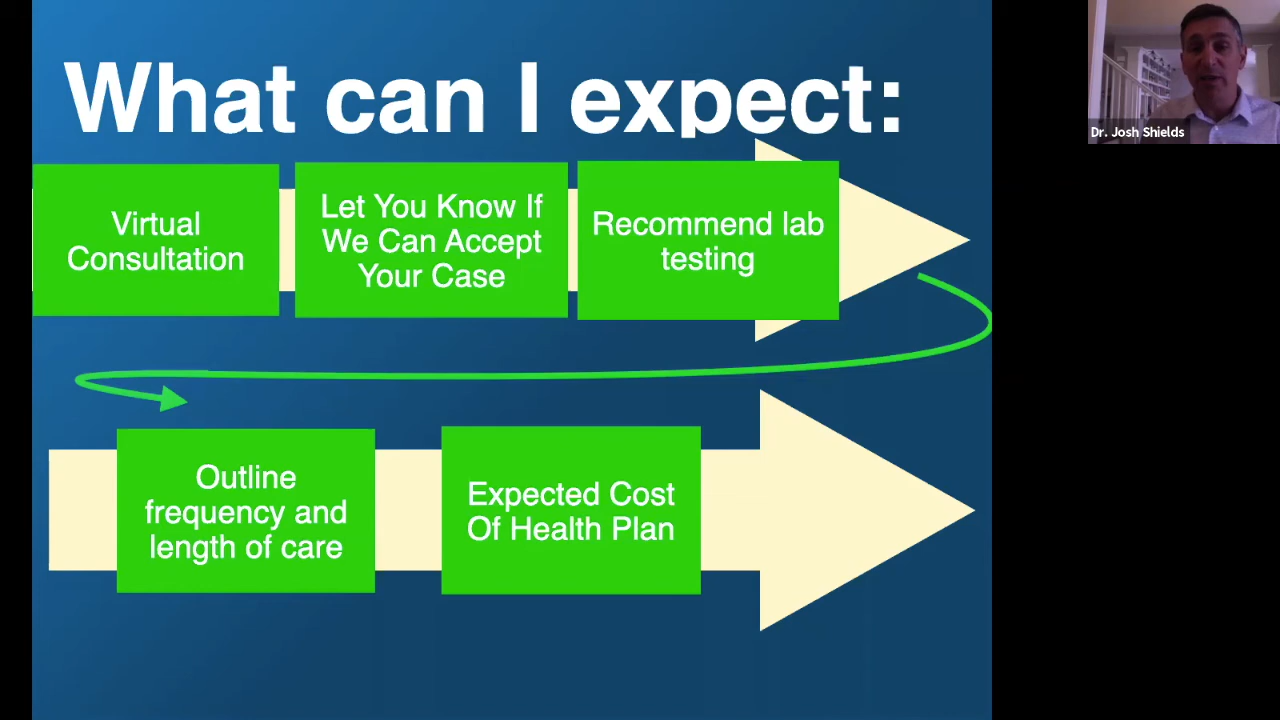 What can I expect:
Dr. Josh Shields
Virtual
Consultation
Let You Know If
We Can Accept
Your Case
Recommend lab
testing
Outline
frequency and
length of care
Expected Cost
Of Health Plan